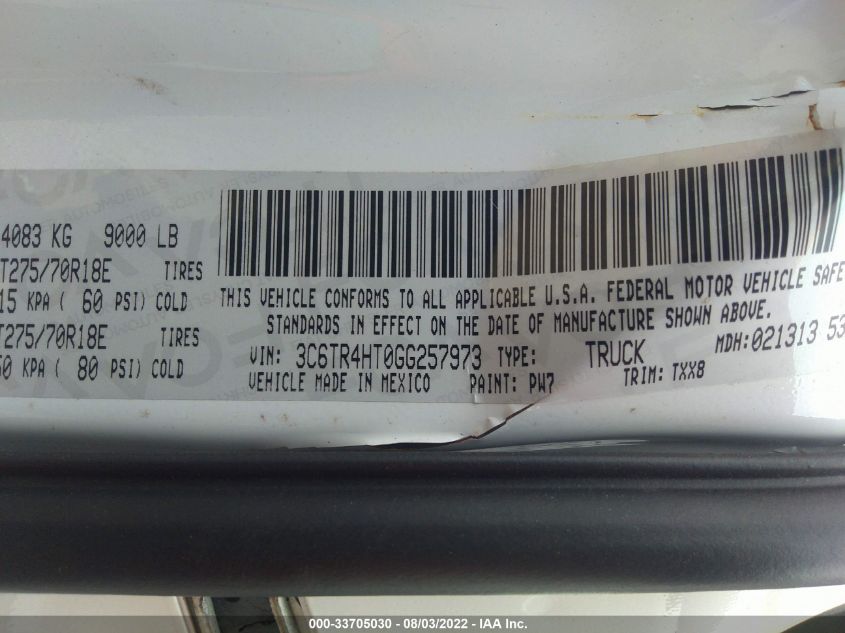 4083 KG 9000 LB
T275/70R18E TIRES
15 KPA ( 60 PSI) COLD
T275/70R18E TIRES
50 KPA ( 80 PSI) COLD
THIS VEHICLE CONFORMS TO ALL APPLICABLE U.S.A. FEDERAL MOTOR VEHICLE SAFE
STANDARDS IN EFFECT ON THE DATE OF MANUFACTURE SHOWN ABOVE.
VIN: 3C6TR4HT0GG257973 TYPE: TRUCK MDH:021313 53
VEHICLE MADE IN MEXICO PAINT: PW7 TRIM: TXX8
000-33705030 - 08/03/2022 - IAA Inc.